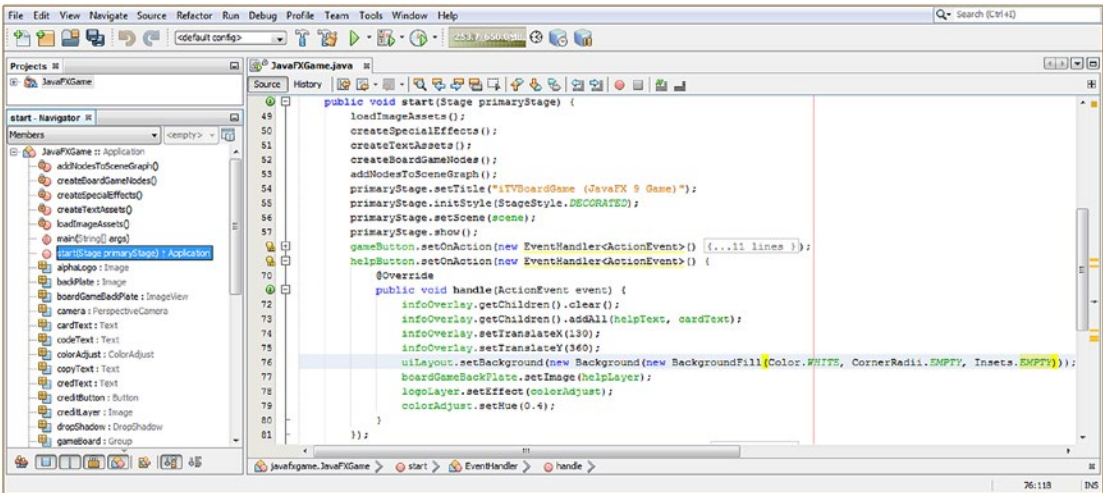 File Edit View Navigate Source Refactor Run Debug Profile Team Tools Window Help
Search (Ctrl+I)
<default config>
Projects
JavaFXGame
start - Navigator
Members
<empty>
JavaFXGame :: Application
addNodesToSceneGraph()
createBoardGameNodes()
createSpecialEffects()
createTextAssets()
loadImageAssets()
main(String[] args)
start(Stage primaryStage) ↑ Application
alphaLogo : Image
backPlate : Image
boardGameBackPlate : ImageView
camera : PerspectiveCamera
cardText : Text
codeText : Text
colorAdjust : ColorAdjust
copyText : Text
credText : Text
creditButton : Button
creditLayer : Image
dropShadow : DropShadow
gameBoard : Group
JavaFXGame.java
Source History
public void start(Stage primaryStage) {
49 loadImageAssets();
50 createSpecialEffects();
51 createTextAssets();
52 createBoardGameNodes();
53 addNodesToSceneGraph();
54 primaryStage.setTitle("iTVBoardGame (JavaFX 9 Game)");
55 primaryStage.initStyle(StageStyle.DECORATED);
56 primaryStage.setScene(scene);
57 primaryStage.show();
gameButton.setOnAction(new EventHandler<ActionEvent>() {...11 lines });
helpButton.setOnAction(new EventHandler<ActionEvent>() {
70 @Override
public void handle(ActionEvent event) {
72 infoOverlay.getChildren().clear();
73 infoOverlay.getChildren().addAll(helpText, cardText);
74 infoOverlay.setTranslateX(130);
75 infoOverlay.setTranslateY(360);
76 uiLayout.setBackground(new Background(new BackgroundFill(Color.WHITE, CornerRadii.EMPTY, Insets.EMPTY)));
77 boardGameBackPlate.setImage(helpLayer);
78 logoLayer.setEffect(colorAdjust);
79 colorAdjust.setHue(0.4);
80 }
81 });
javafxgame.JavaFXGame start EventHandler handle
76:118 INS